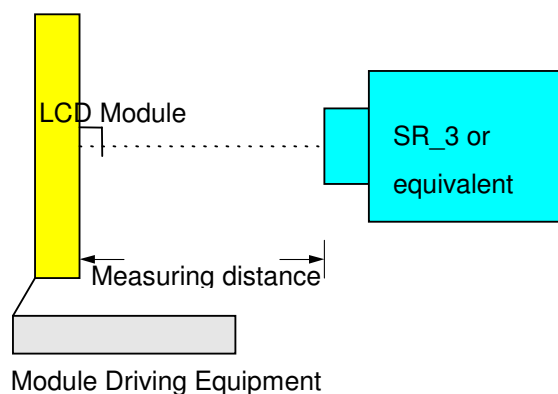 LCD Module
SR_3 or
equivalent
Measuring distance
Module Driving Equipment